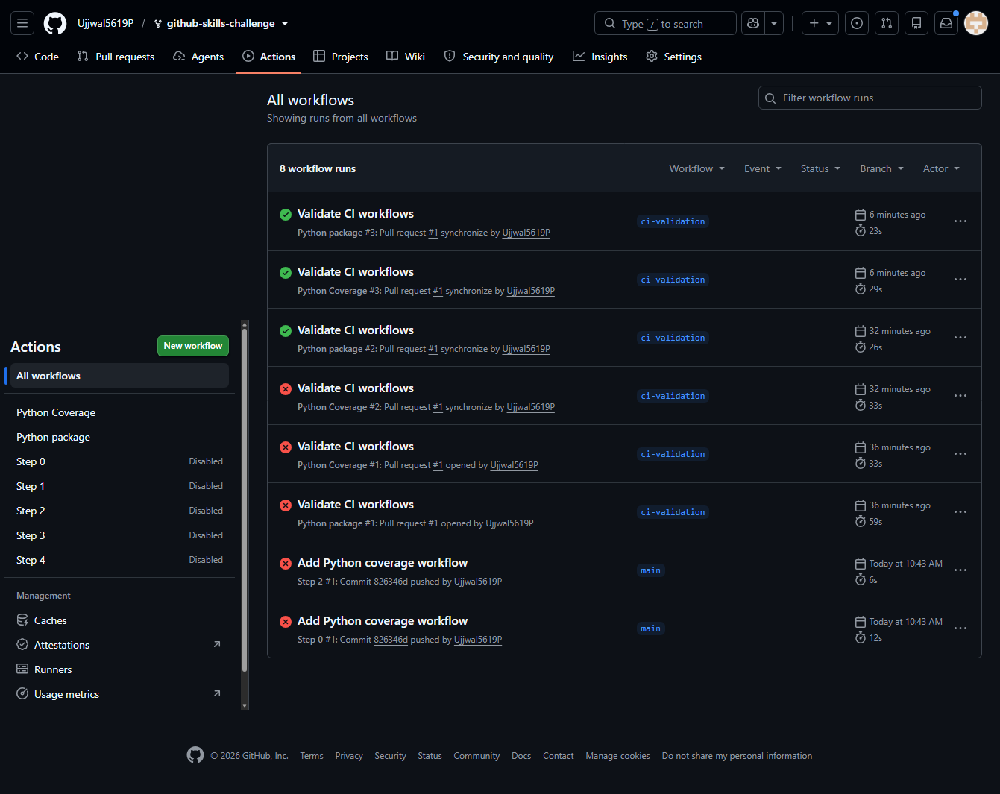 Ujjwal5619P / github-skills-challenge
Type / to search
Code
Pull requests
Agents
Actions
Projects
Wiki
Security and quality
Insights
Settings
All workflows
Showing runs from all workflows
Filter workflow runs
8 workflow runs
Workflow
Event
Status
Branch
Actor
Validate CI workflows
Python package #3: Pull request #1 synchronize by Ujjwal5619P
ci-validation
6 minutes ago
23s
Validate CI workflows
Python Coverage #3: Pull request #1 synchronize by Ujjwal5619P
ci-validation
6 minutes ago
29s
Validate CI workflows
Python package #2: Pull request #1 synchronize by Ujjwal5619P
ci-validation
32 minutes ago
26s
Validate CI workflows
Python Coverage #2: Pull request #1 synchronize by Ujjwal5619P
ci-validation
32 minutes ago
33s
Validate CI workflows
Python Coverage #1: Pull request #1 opened by Ujjwal5619P
ci-validation
36 minutes ago
33s
Validate CI workflows
Python package #1: Pull request #1 opened by Ujjwal5619P
ci-validation
36 minutes ago
59s
Add Python coverage workflow
Step 2 #1: Commit 826346d pushed by Ujjwal5619P
main
Today at 10:43 AM
6s
Add Python coverage workflow
Step 0 #1: Commit 826346d pushed by Ujjwal5619P
main
Today at 10:43 AM
12s
Actions
New workflow
All workflows
Python Coverage
Python package
Step 0 Disabled
Step 1 Disabled
Step 2 Disabled
Step 3 Disabled
Step 4 Disabled
Management
Caches
Attestations
Runners
Usage metrics
© 2026 GitHub, Inc. Terms Privacy Security Status Community Docs Contact Manage cookies Do not share my personal information